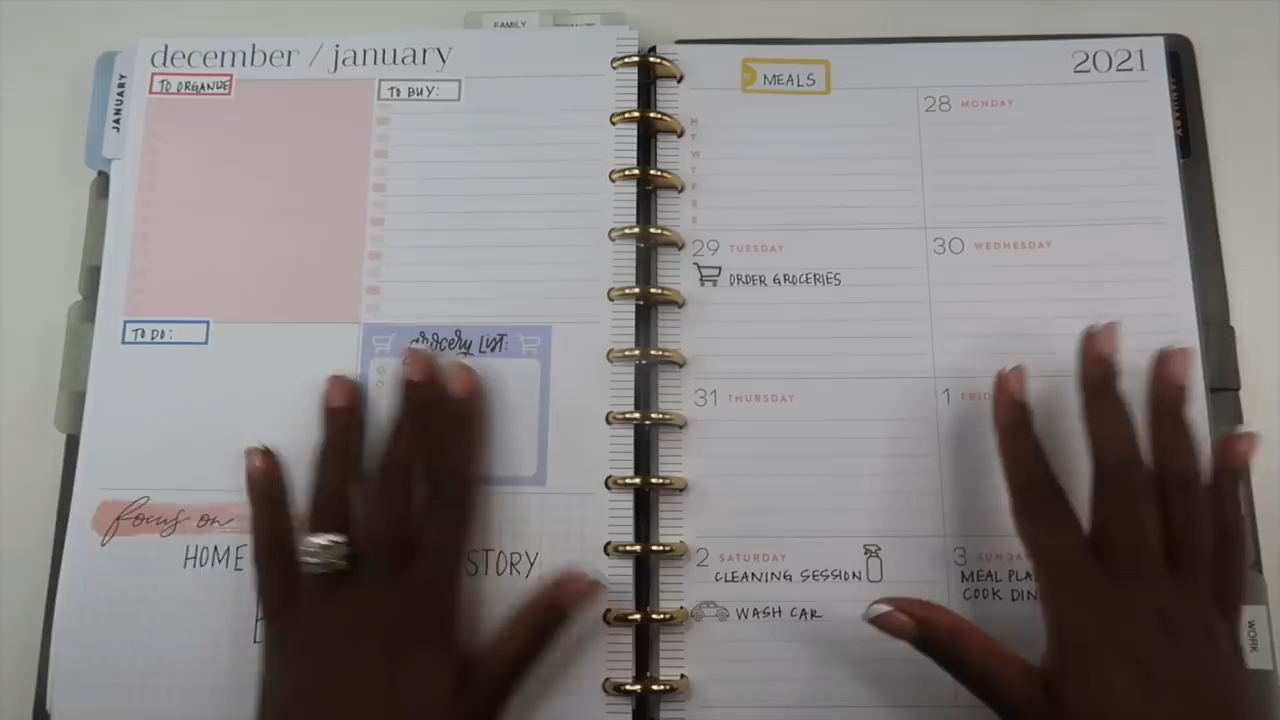 FAMILY
december / january
JANUARY
TO ORGANIZE
TO BUY:
TO DO:
grocery LIST:
focus on
HOME
STORY
2021
MEALS
M
T
W
T
F
S
S
28 MONDAY
29 TUESDAY
ORDER GROCERIES
30 WEDNESDAY
31 THURSDAY
1
2 SATURDAY
CLEANING SESSION
WASH CAR
3
MEAL
COOK
WORK